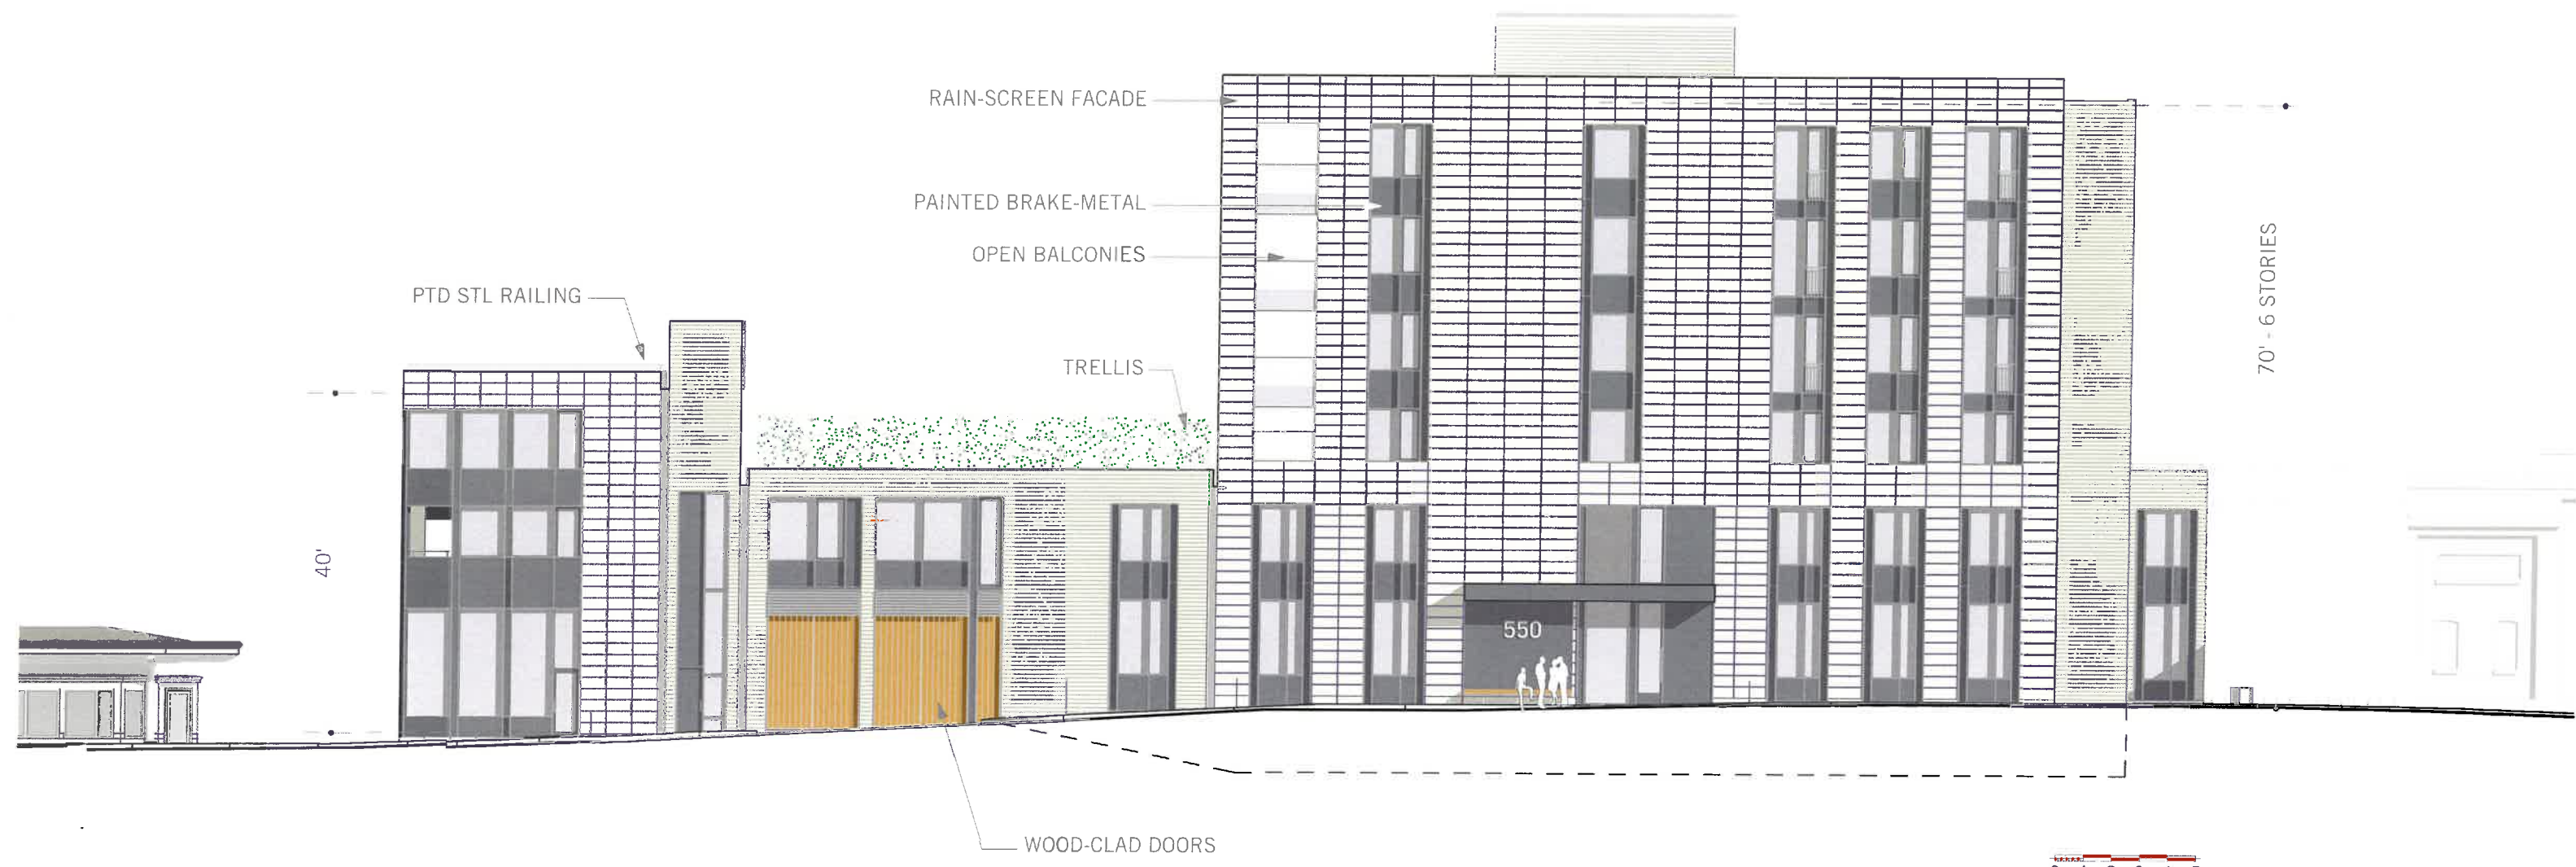 RAIN-SCREEN FACADE
PAINTED BRAKE-METAL
OPEN BALCONIES
PTD STL RAILING
TRELLIS
70' - 6 STORIES
40'
550
WOOD-CLAD DOORS